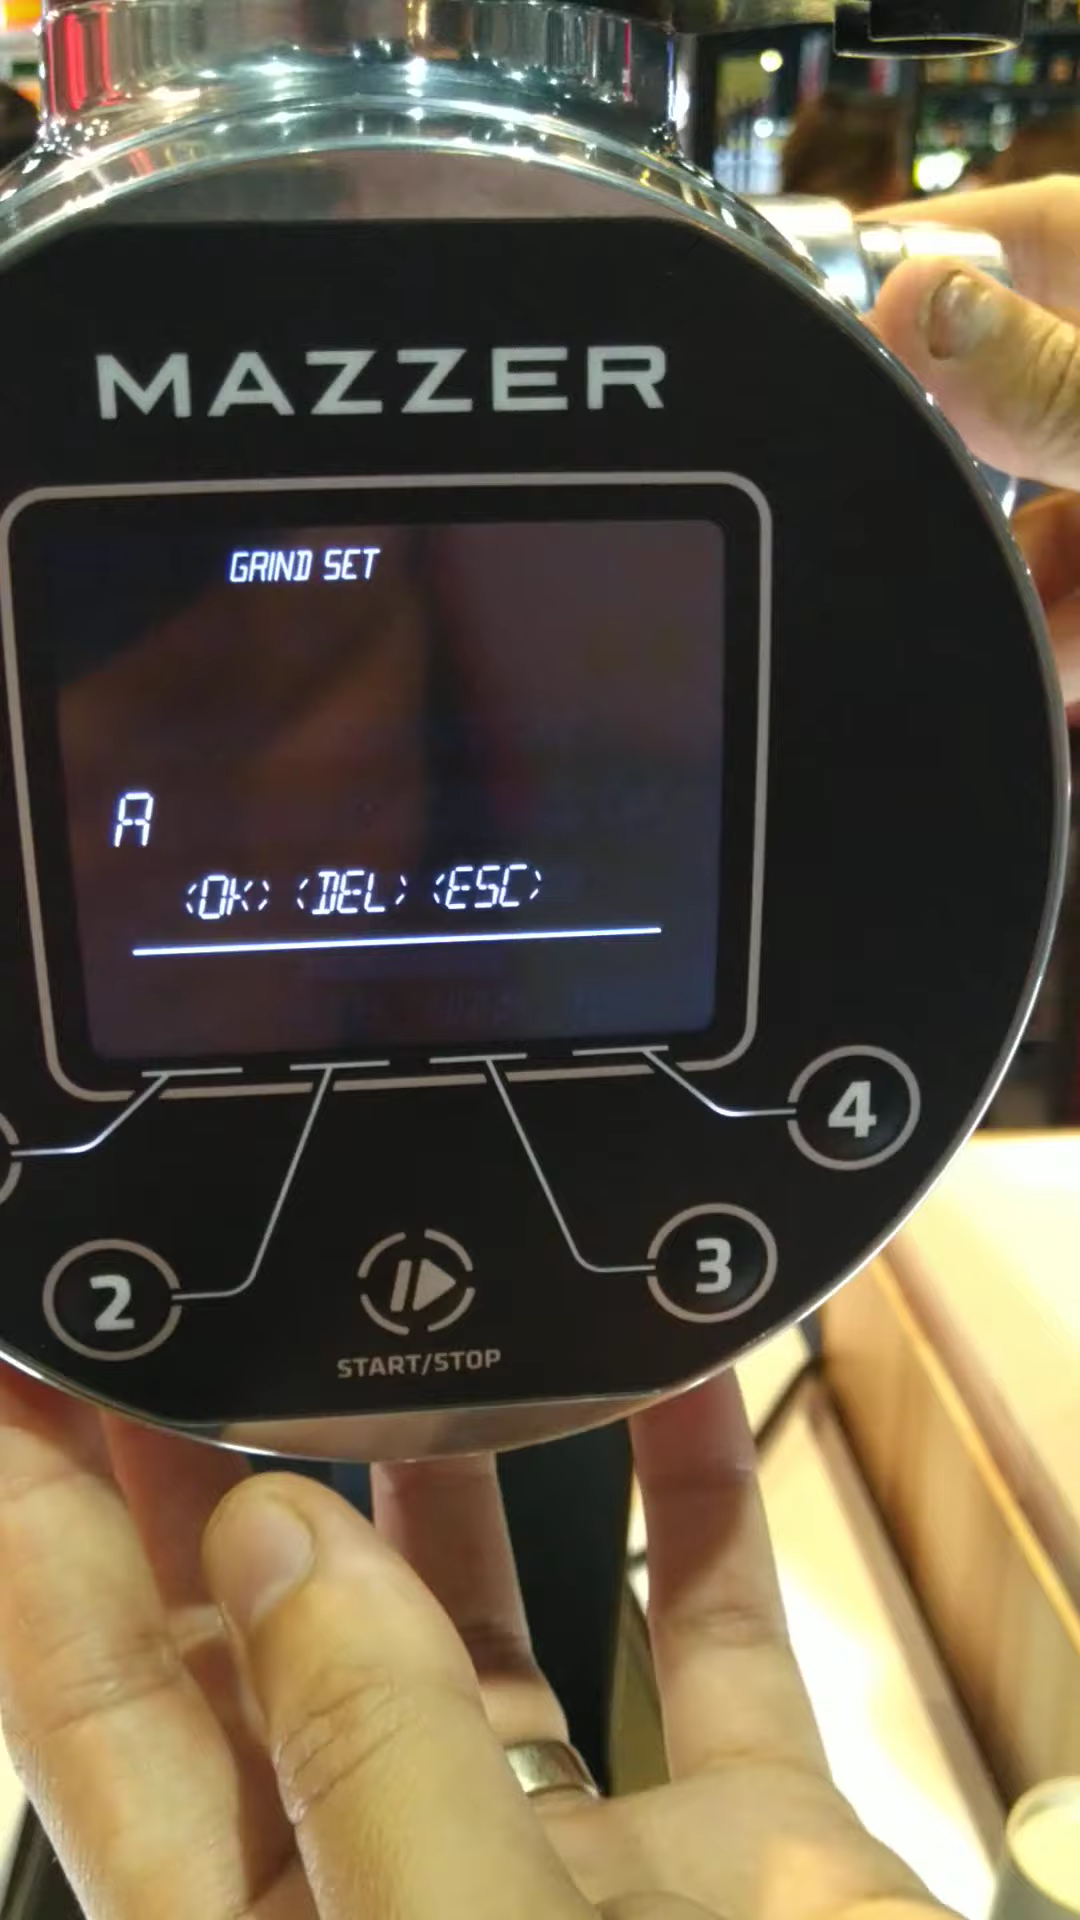 MAZZER
GRIND SET
A
<OK> <DEL> <ESC>
4
2
3
START/STOP